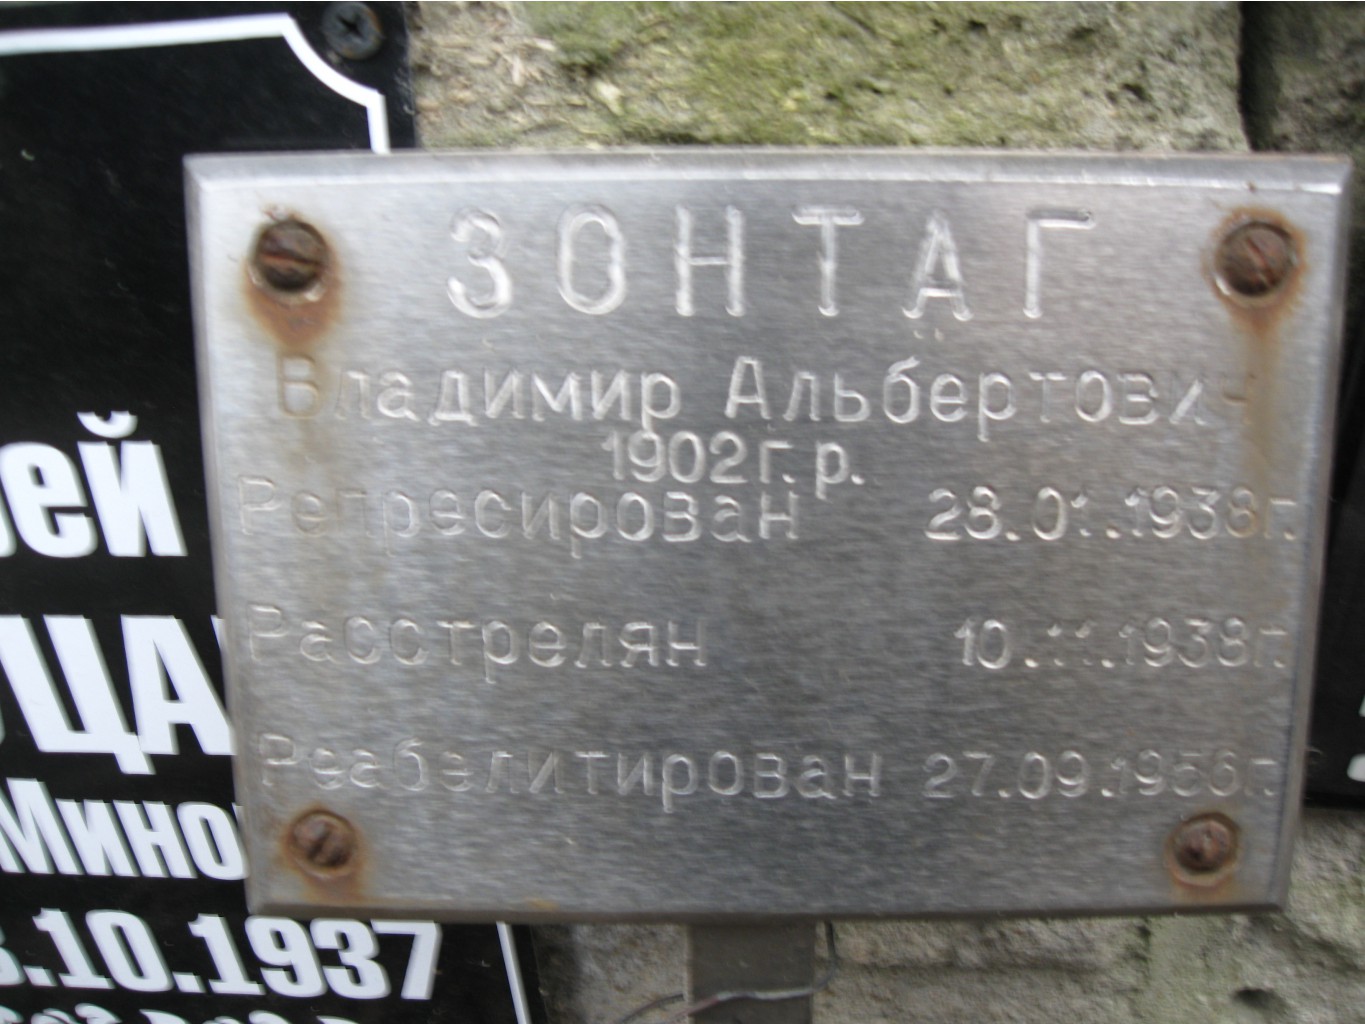 ЗОНТАГ
Владимир Альбертович
1902г.р.
Репресирован 28.01.1938г.
Расстрелян 10.11.1938г.
Реабелитирован 27.09.1956г.
Мино
.10.1937